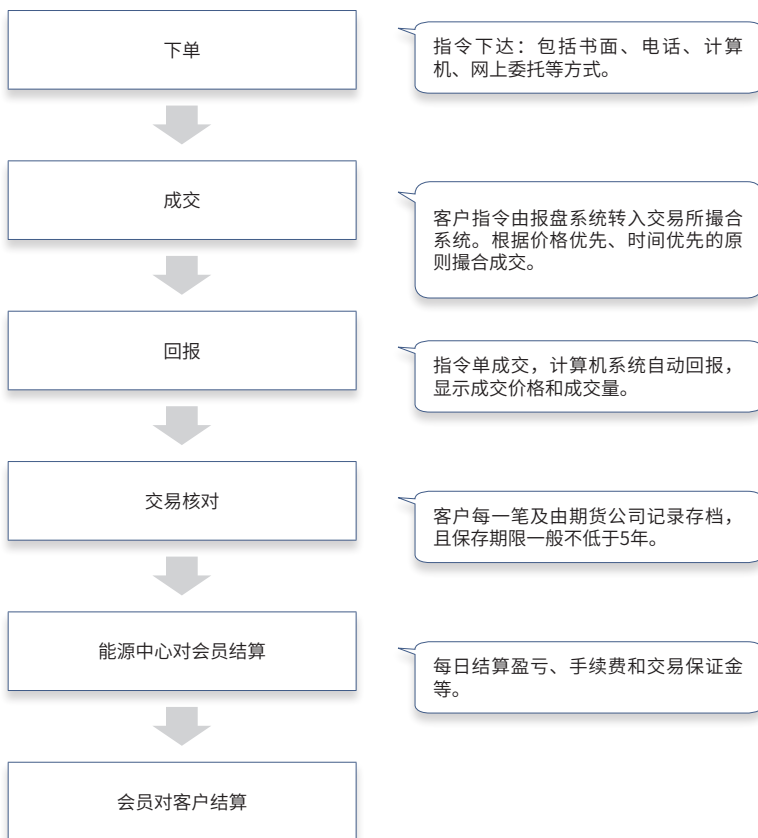 下单
指令下达：包括书面、电话、计算
机、网上委托等方式。
成交
客户指令由报盘系统转入交易所撮合
系统。根据价格优先、时间优先的原
则撮合成交。
回报
指令单成交，计算机系统自动回报，
显示成交价格和成交量。
交易核对
客户每一笔及由期货公司记录存档，
且保存期限一般不低于5年。
能源中心对会员结算
每日结算盈亏、手续费和交易保证金
等。
会员对客户结算